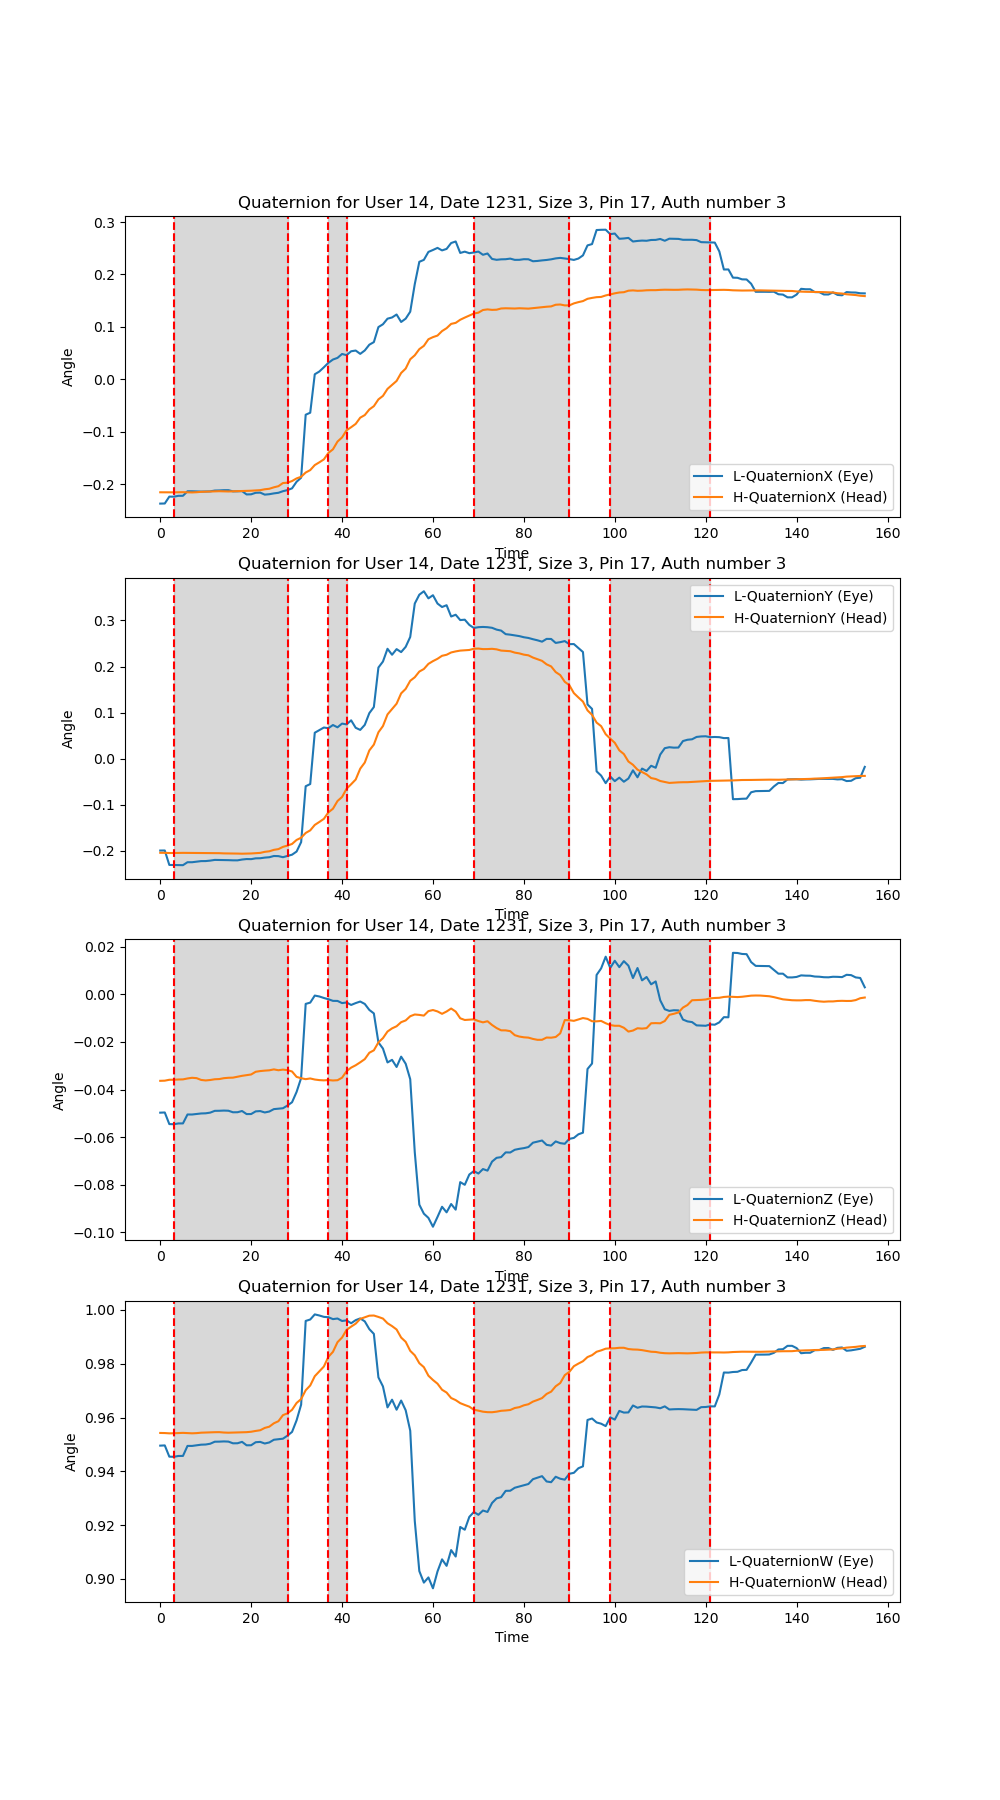 Quaternion for User 14, Date 1231, Size 3, Pin 17, Auth number 3
0.3
0.2
0.1
0.0
−0.1
−0.2
Angle
L-QuaternionX (Eye)
H-QuaternionX (Head)
0 20 40 60 80 100 120 140 160
Time
Quaternion for User 14, Date 1231, Size 3, Pin 17, Auth number 3
0.3
0.2
0.1
0.0
−0.1
−0.2
Angle
L-QuaternionY (Eye)
H-QuaternionY (Head)
0 20 40 60 80 100 120 140 160
Time
Quaternion for User 14, Date 1231, Size 3, Pin 17, Auth number 3
0.02
0.00
−0.02
−0.04
−0.06
−0.08
−0.10
Angle
L-QuaternionZ (Eye)
H-QuaternionZ (Head)
0 20 40 60 80 100 120 140 160
Time
Quaternion for User 14, Date 1231, Size 3, Pin 17, Auth number 3
1.00
0.98
0.96
0.94
0.92
0.90
Angle
L-QuaternionW (Eye)
H-QuaternionW (Head)
0 20 40 60 80 100 120 140 160
Time